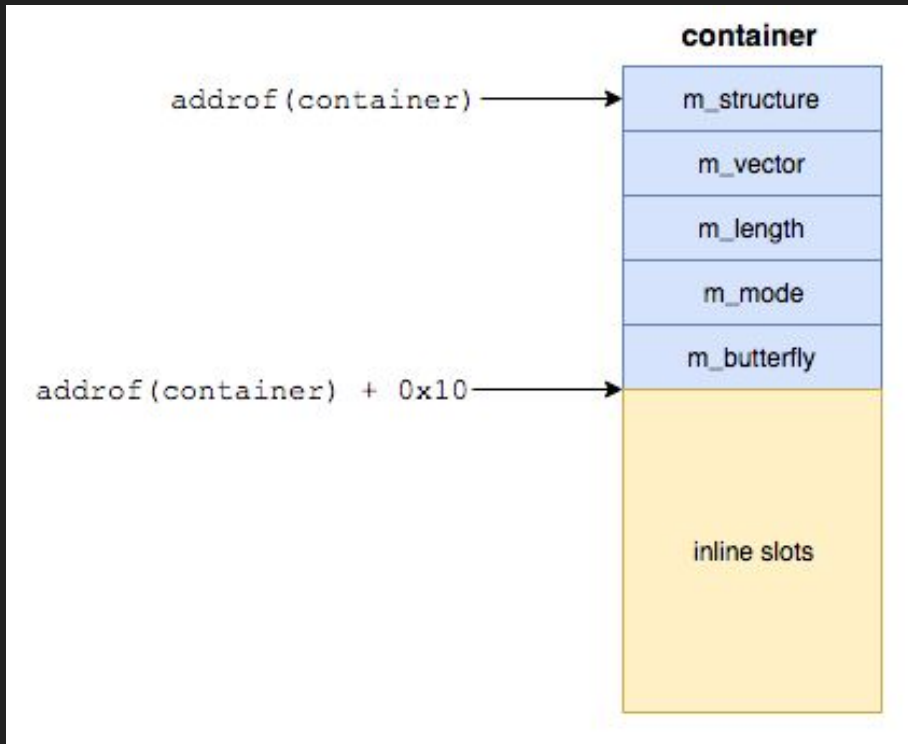 container
addrof(container)
m_structure
m_vector
m_length
m_mode
m_butterfly
addrof(container) + 0x10
inline slots